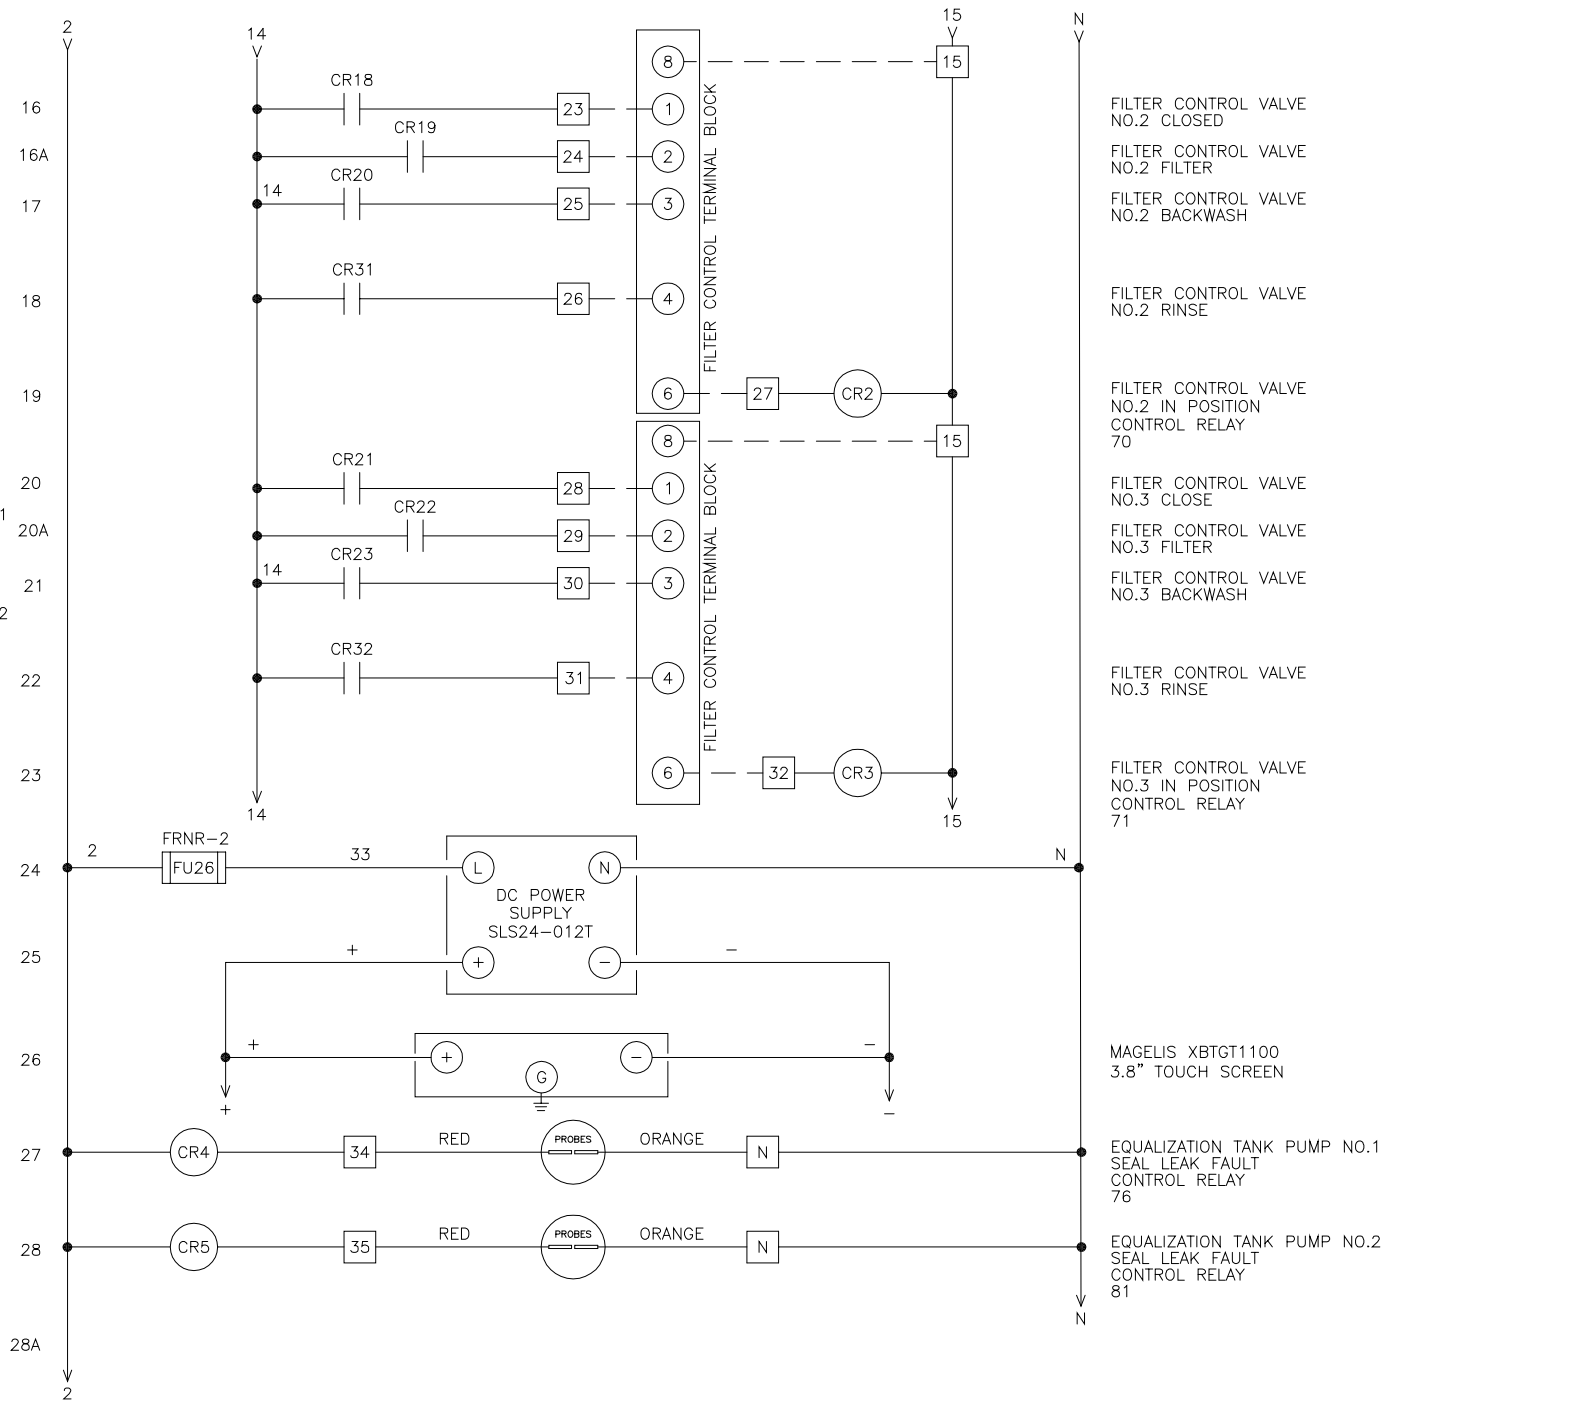 2
14
15
N
8
15
CR18
16
23
1
FILTER CONTROL VALVE
NO.2 CLOSED
CR19
16A
24
2
FILTER CONTROL VALVE
NO.2 FILTER
CR20
14
17
25
3
FILTER CONTROL VALVE
NO.2 BACKWASH
CR31
18
26
4
FILTER CONTROL VALVE
NO.2 RINSE
FILTER CONTROL TERMINAL BLOCK
19
6
27
CR2
FILTER CONTROL VALVE
NO.2 IN POSITION
CONTROL RELAY
70
8
15
CR21
20
28
1
FILTER CONTROL VALVE
NO.3 CLOSE
1
CR22
20A
29
2
FILTER CONTROL VALVE
NO.3 FILTER
CR23
14
21
30
3
FILTER CONTROL VALVE
NO.3 BACKWASH
2
CR32
22
31
4
FILTER CONTROL VALVE
NO.3 RINSE
FILTER CONTROL TERMINAL BLOCK
23
6
32
CR3
FILTER CONTROL VALVE
NO.3 IN POSITION
CONTROL RELAY
71
14
15
FRNR-2
2
FU26
33
24
L
N
N
DC POWER
SUPPLY
SLS24-012T
25
+
+
-
-
26
+
+
G
-
-
+
-
MAGELIS XBTGT1100
3.8" TOUCH SCREEN
27
CR4
34
RED
PROBES
ORANGE
N
EQUALIZATION TANK PUMP NO.1
SEAL LEAK FAULT
CONTROL RELAY
76
28
CR5
35
RED
PROBES
ORANGE
N
EQUALIZATION TANK PUMP NO.2
SEAL LEAK FAULT
CONTROL RELAY
81
N
28A
2